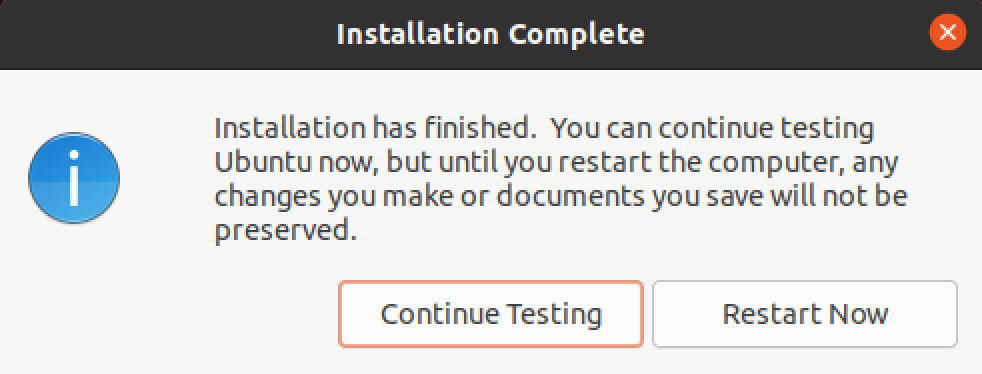 Installation Complete
Installation has finished.  You can continue testing
Ubuntu now, but until you restart the computer, any
changes you make or documents you save will not be
preserved.
Continue Testing
Restart Now